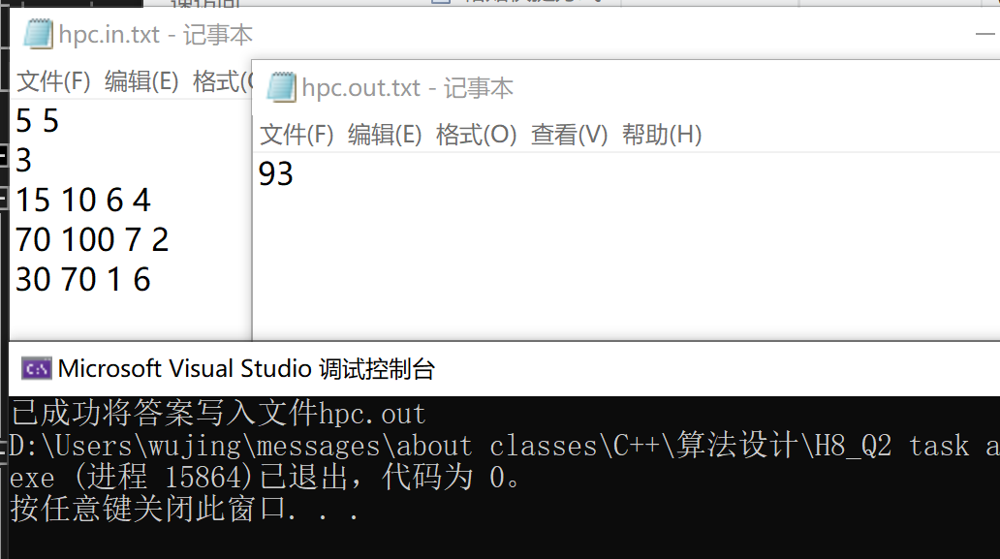 hpc.in.txt - 记事本
文件(F) 编辑(E) 格式(
5 5
3
15 10 6 4
70 100 7 2
30 70 1 6
hpc.out.txt - 记事本
文件(F) 编辑(E) 格式(O) 查看(V) 帮助(H)
93
Microsoft Visual Studio 调试控制台
已成功将答案写入文件hpc.out
D:\Users\wujing\messages\about classes\C++\算法设计\H8_Q2 task a
exe (进程 15864)已退出，代码为 0。
按任意键关闭此窗口. . .